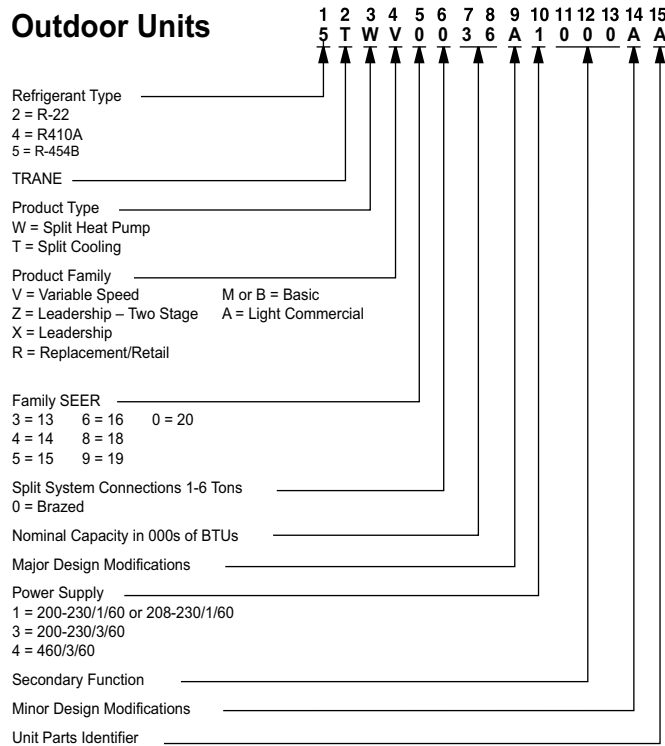 Outdoor Units
1 2 3 4 5 6 7 8 9 10 11 12 13 14 15
5 T W V 0 0 3 6 A 1 0 0 0 A A
Refrigerant Type
2 = R-22
4 = R410A
5 = R-454B
TRANE
Product Type
W = Split Heat Pump
T = Split Cooling
Product Family
V = Variable Speed M or B = Basic
Z = Leadership – Two Stage A = Light Commercial
X = Leadership
R = Replacement/Retail
Family SEER
3 = 13 6 = 16 0 = 20
4 = 14 8 = 18
5 = 15 9 = 19
Split System Connections 1-6 Tons
0 = Brazed
Nominal Capacity in 000s of BTUs
Major Design Modifications
Power Supply
1 = 200-230/1/60 or 208-230/1/60
3 = 200-230/3/60
4 = 460/3/60
Secondary Function
Minor Design Modifications
Unit Parts Identifier